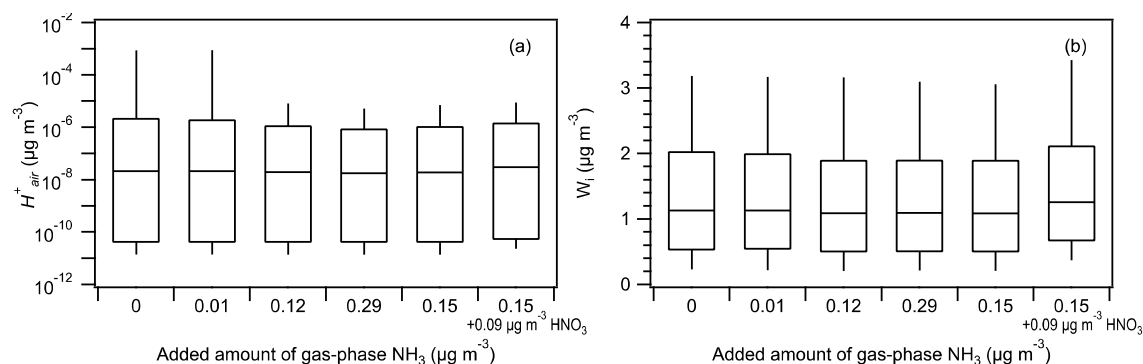 (a)
H⁺air (µg m⁻³)
10⁻²
10⁻⁴
10⁻⁶
10⁻⁸
10⁻¹⁰
10⁻¹²
0 0.01 0.12 0.29 0.15 0.15
+0.09 µg m⁻³ HNO₃
Added amount of gas-phase NH₃ (µg m⁻³)
(b)
Wᵢ (µg m⁻³)
4
3
2
1
0
0 0.01 0.12 0.29 0.15 0.15
+0.09 µg m⁻³ HNO₃
Added amount of gas-phase NH₃ (µg m⁻³)